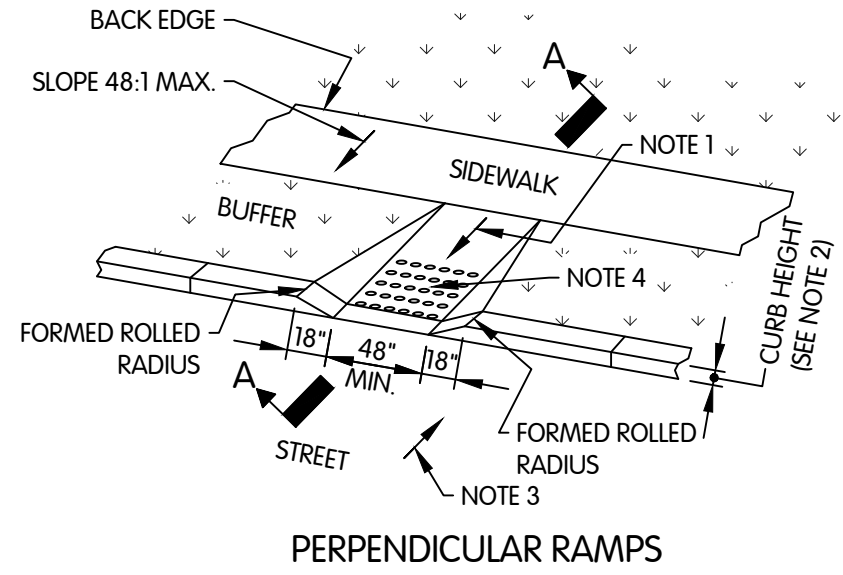 BACK EDGE
SLOPE 48:1 MAX.
A
NOTE 1
SIDEWALK
BUFFER
NOTE 4
CURB HEIGHT
(SEE NOTE 2)
FORMED ROLLED
RADIUS
18"
48"
MIN.
18"
A
STREET
FORMED ROLLED
RADIUS
NOTE 3
PERPENDICULAR RAMPS